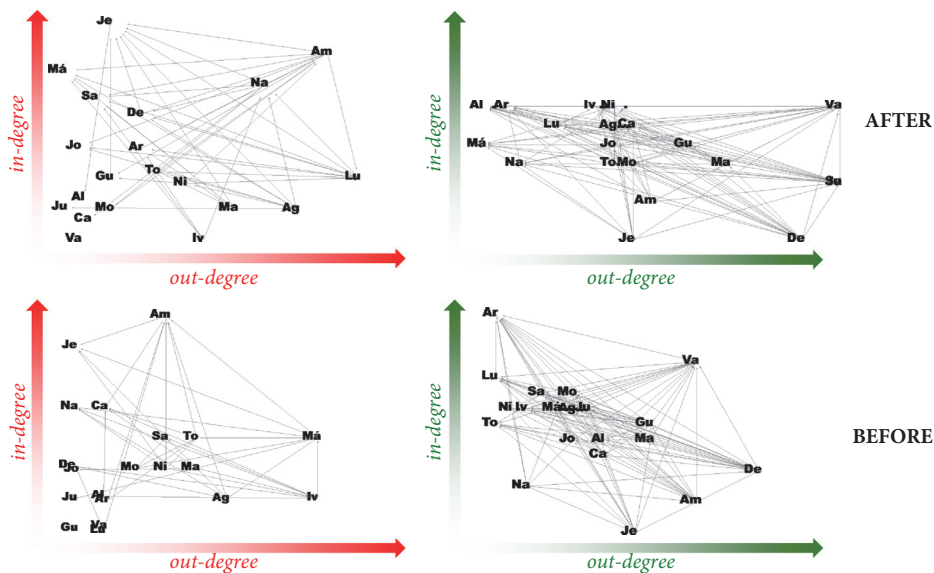 in-degree
Je
Am
Má
Na
Sa
De
Jo
Ar
To
Gu
Ni
Lu
Al
Ju
Mo
Ma
Ag
Ca
Va
Iv
out-degree
in-degree
Al Ar Iv Ni Va
Lu Ag Ca
Má Jo Gu
Na To Mo Ma
Am
Je De
out-degree
AFTER
in-degree
Am
Je
Na Ca
Sa To Má
De
Jo Mo Ni Ma
Ju Al Ar Ag Iv
Gu Va Lu
out-degree
in-degree
Ar
Va
Lu
Sa Mo
Ni Iv Má Ag Ju
To Gu
Jo Al Ma
Ca
De
Na
Am
Je
out-degree
BEFORE